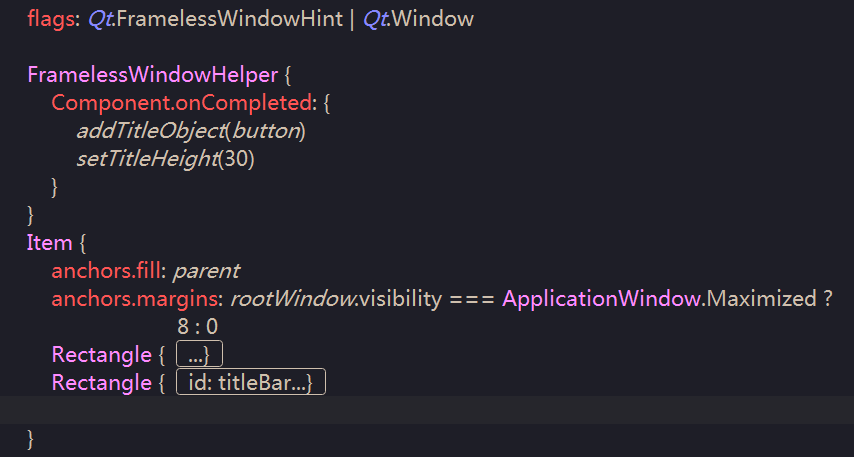 flags: Qt.FramelessWindowHint | Qt.Window
FramelessWindowHelper {
Component.onCompleted: {
addTitleObject(button)
setTitleHeight(30)
}
}
Item {
anchors.fill: parent
anchors.margins: rootWindow.visibility === ApplicationWindow.Maximized ?
8 : 0
Rectangle { ...}
Rectangle { id: titleBar...}
}